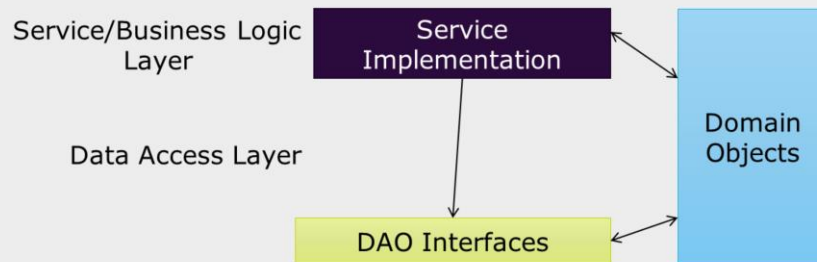 Service/Business Logic
Layer
Service
Implementation
Domain
Objects
Data Access Layer
DAO Interfaces